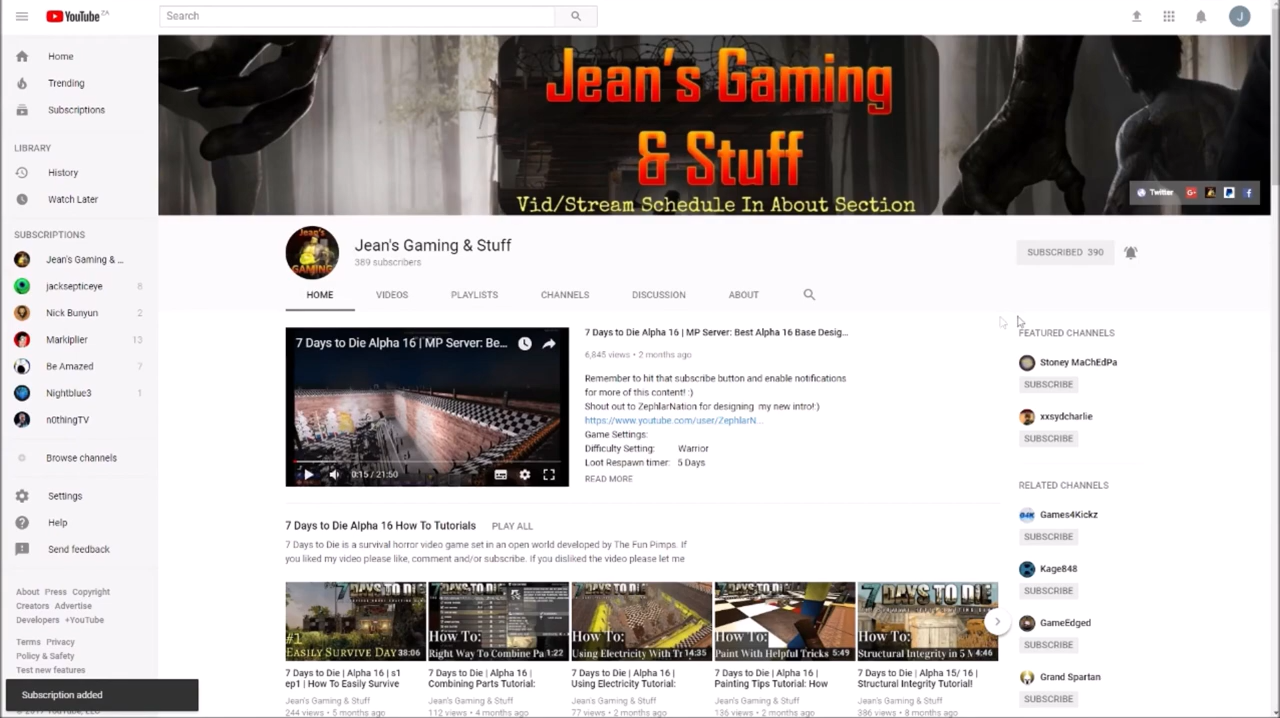 YouTube ZA
Search
J
Home
Trending
Subscriptions
LIBRARY
History
Watch Later
SUBSCRIPTIONS
Jean's Gaming & ...
jacksepticeye 8
Nick Bunyun 2
Markiplier 13
Be Amazed 7
Nightblue3 1
n0thingTV
Browse channels
Settings
Help
Send feedback
About Press Copyright
Creators Advertise
Developers +YouTube
Terms Privacy
Policy & Safety
Test new features
Subscription added
Jean's Gaming
& Stuff
Vid/Stream Schedule In About Section
Twitter
Jean's
GAMING
Jean's Gaming & Stuff
389 subscribers
SUBSCRIBED 390
HOME VIDEOS PLAYLISTS CHANNELS DISCUSSION ABOUT
7 Days to Die Alpha 16 | MP Server: Be...
0:15 / 21:50
7 Days to Die Alpha 16 | MP Server: Best Alpha 16 Base Desig...
6,845 views • 2 months ago
Remember to hit that subscribe button and enable notifications
for more of this content! :)
Shout out to ZephlarNation for designing my new intro!:)
https://www.youtube.com/user/ZephlarN...
Game Settings:
Difficulty Setting: Warrior
Loot Respawn timer: 5 Days
READ MORE
7 Days to Die Alpha 16 How To Tutorials PLAY ALL
7 Days to Die is a survival horror video game set in an open world developed by The Fun Pimps. If
you liked my video please like, comment and/or subscribe. If you disliked the video please let me
7 DAYS TO DIE
#1
EASILY SURVIVE DAY
38:06
7 Days to Die | Alpha 16 | s1
ep1 | How To Easily Survive
Jean's Gaming & Stuff
244 views • 5 months ago
7 DAYS TO DIE
How To:
Right Way To Combine Pa
1:22
7 Days to Die | Alpha 16 |
Combining Parts Tutorial:
Jean's Gaming & Stuff
112 views • 4 months ago
7 DAYS TO DIE
How To:
Using Electricity With Tr
14:35
7 Days to Die | Alpha 16 |
Using Electricity Tutorial:
Jean's Gaming & Stuff
77 views • 2 months ago
7 DAYS TO DIE
How To:
Paint With Helpful Tricks
5:49
7 Days to Die | Alpha 16 |
Painting Tips Tutorial: How
Jean's Gaming & Stuff
136 views • 2 months ago
7 DAYS TO DIE
How To:
Structural Integrity in 5 M
4:46
7 Days to Die | Alpha 15/ 16 |
Structural Integrity Tutorial!
Jean's Gaming & Stuff
386 views • 8 months ago
FEATURED CHANNELS
Stoney MaChEdPa
SUBSCRIBE
xxsydcharlie
SUBSCRIBE
RELATED CHANNELS
Games4Kickz
SUBSCRIBE
Kage848
SUBSCRIBE
GameEdged
SUBSCRIBE
Grand Spartan
SUBSCRIBE